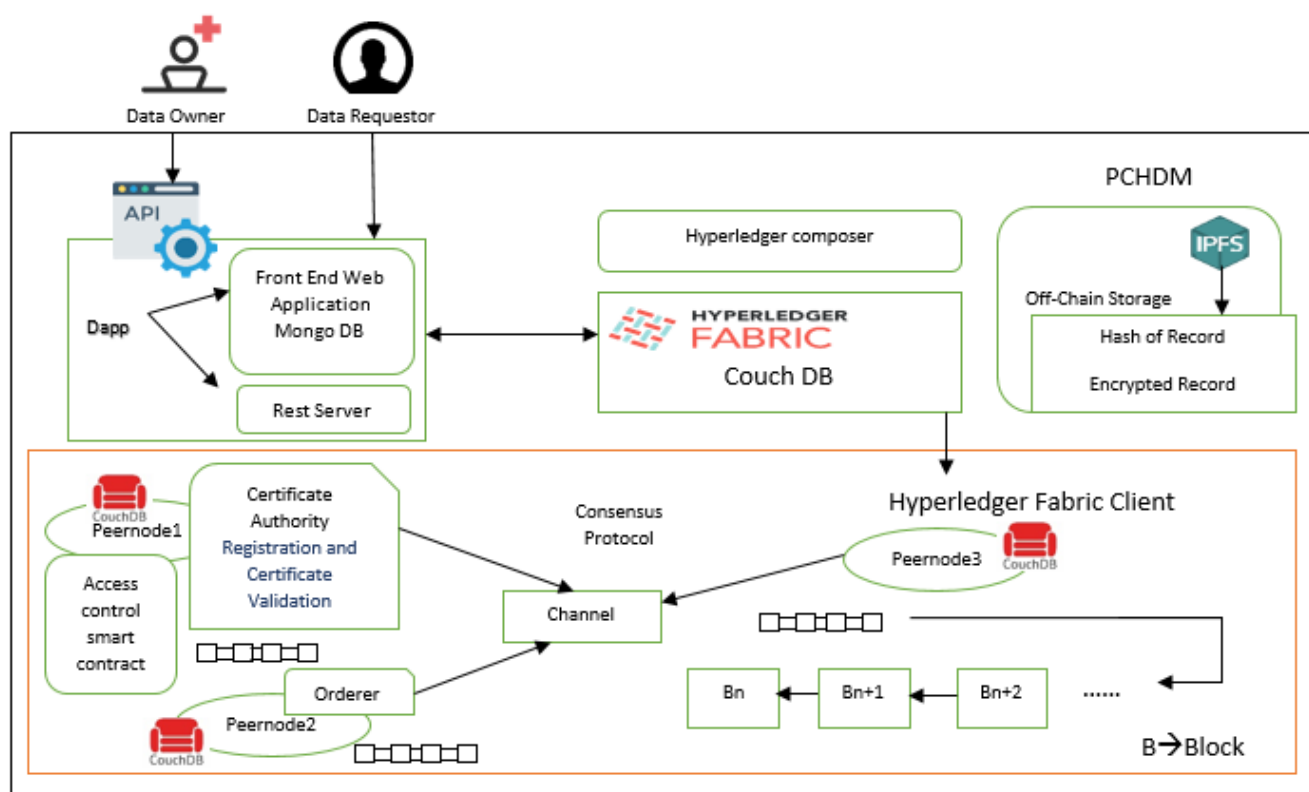 Data Owner
Data Requestor
PCHDM
API
IPFS
Hyperledger composer
Front End Web
Application
Mongo DB
Dapp
Rest Server
HYPERLEDGER
FABRIC
Couch DB
Off-Chain Storage
Hash of Record
Encrypted Record
Hyperledger Fabric Client
CouchDB
Peernode1
Certificate
Authority
Registration and
Certificate
Validation
Access
control
smart
contract
Consensus
Protocol
Channel
Peernode3
CouchDB
Orderer
Peernode2
CouchDB
Bn
Bn+1
Bn+2
......
B→Block